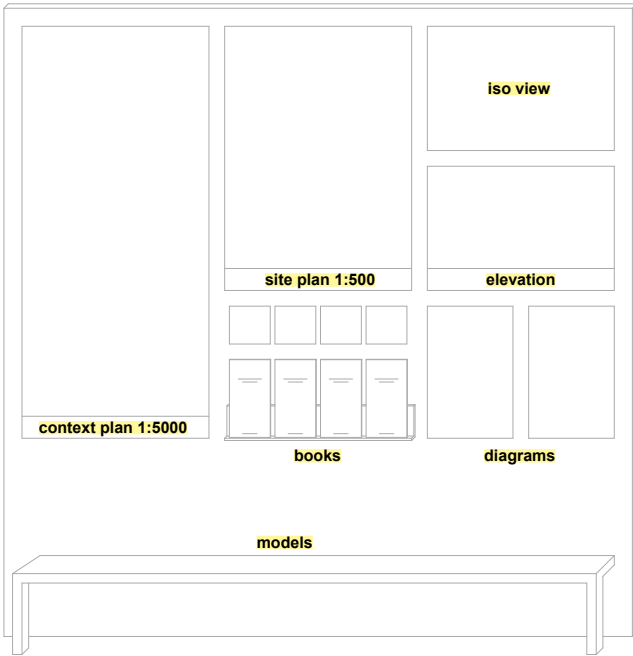 iso view
site plan 1:500
elevation
context plan 1:5000
books
diagrams
models